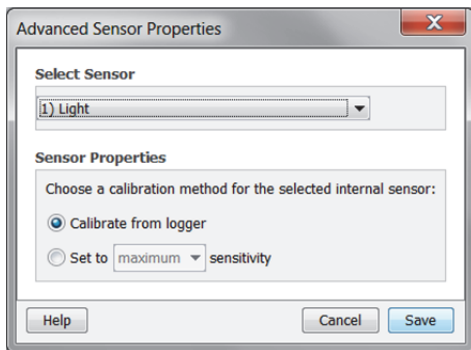 Advanced Sensor Properties
Select Sensor
1) Light
Sensor Properties
Choose a calibration method for the selected internal sensor:
Calibrate from logger
Set to maximum sensitivity
Help Cancel Save